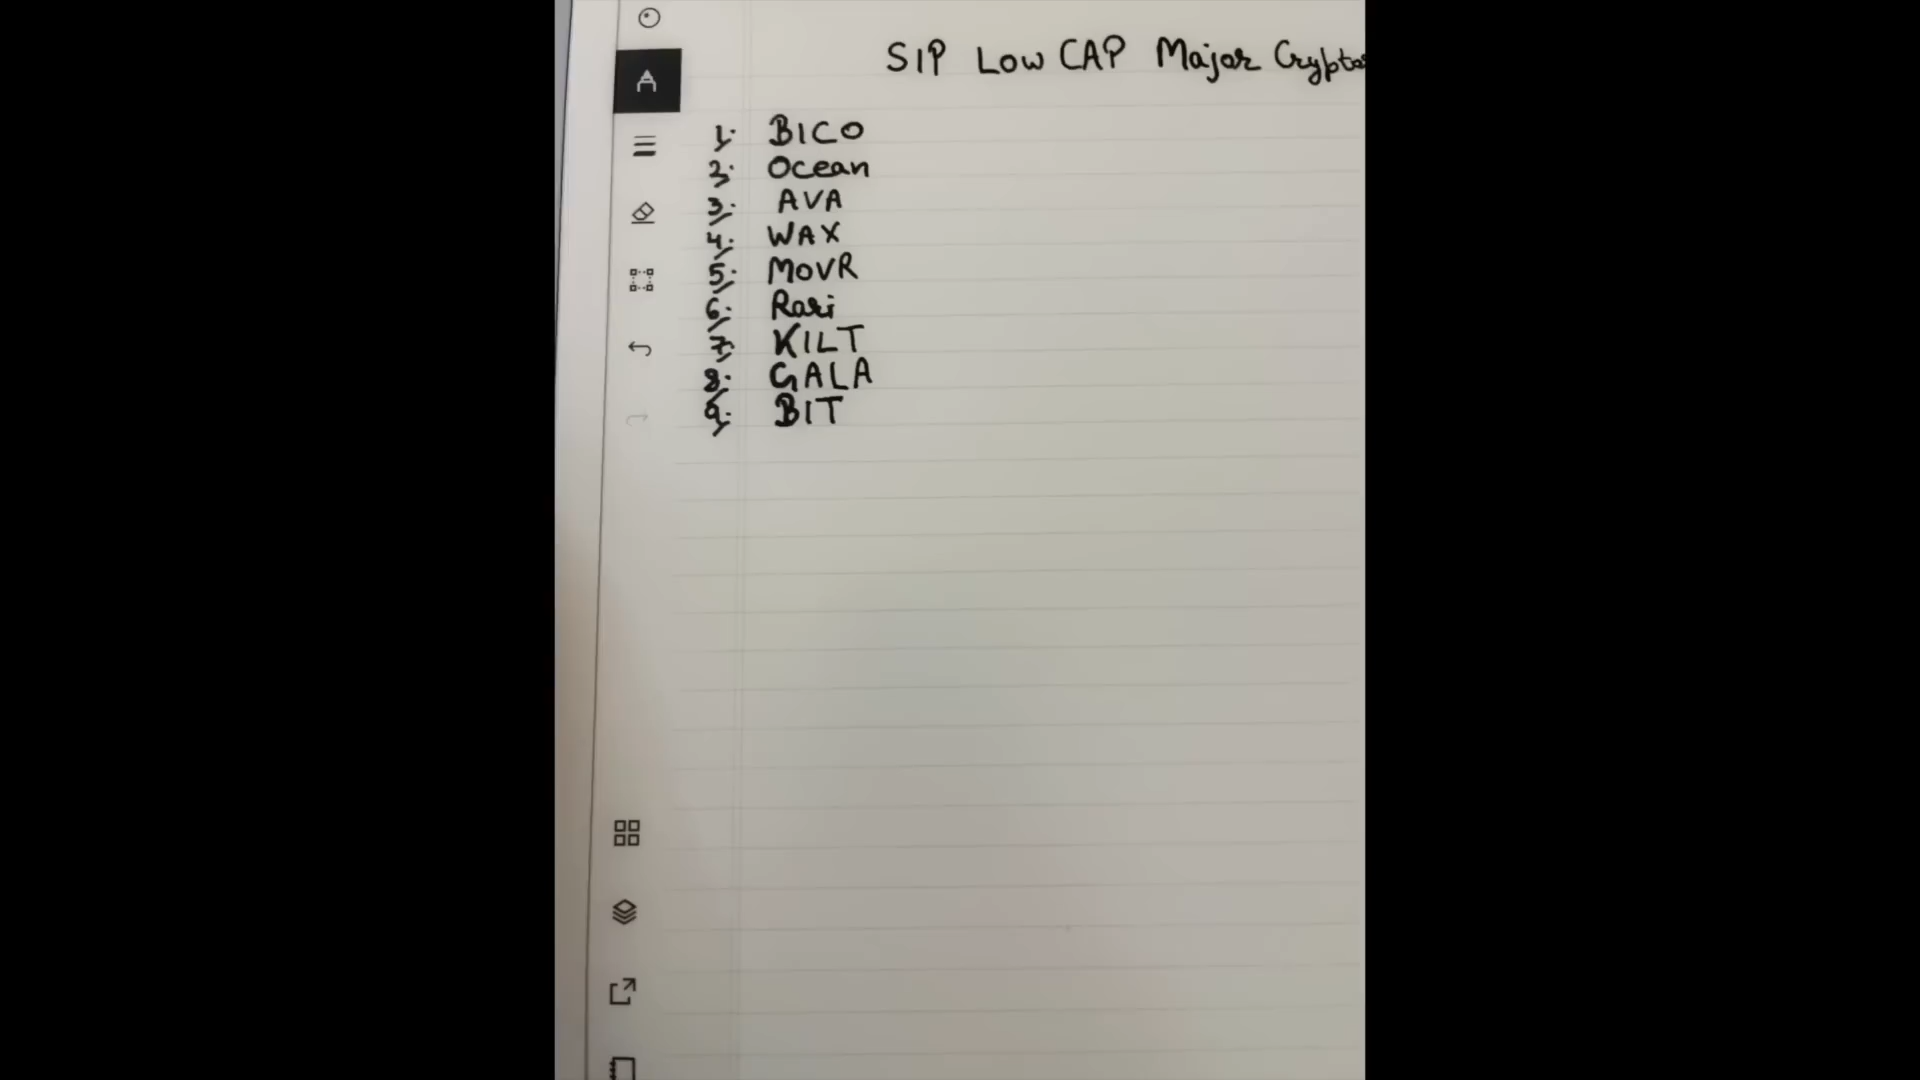 SIP Low CAP Major Cryptos
1. BICO
2. Ocean
3. AVA
4. WAX
5. MOVR
6. Rari
7. KILT
8. GALA
9. BIT